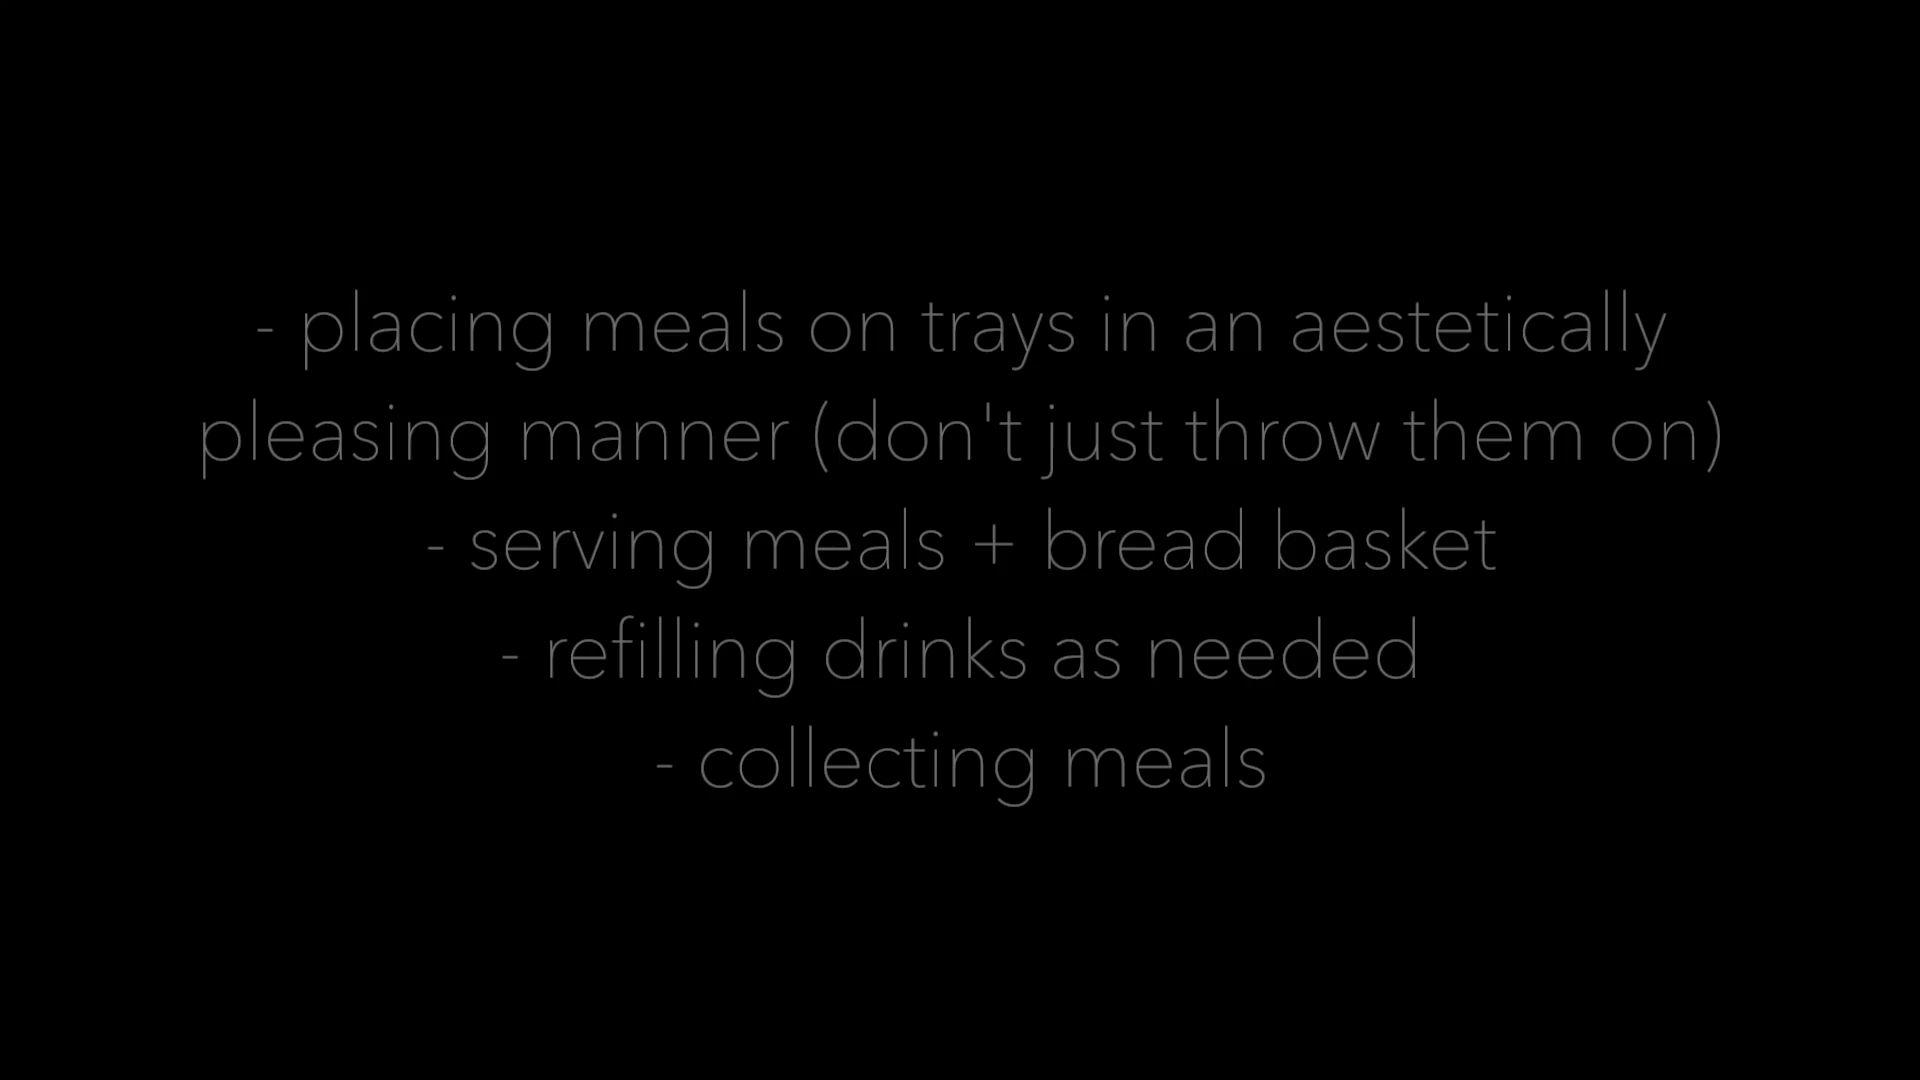 - placing meals on trays in an aestetically
pleasing manner (don't just throw them on)
- serving meals + bread basket
- refilling drinks as needed
- collecting meals